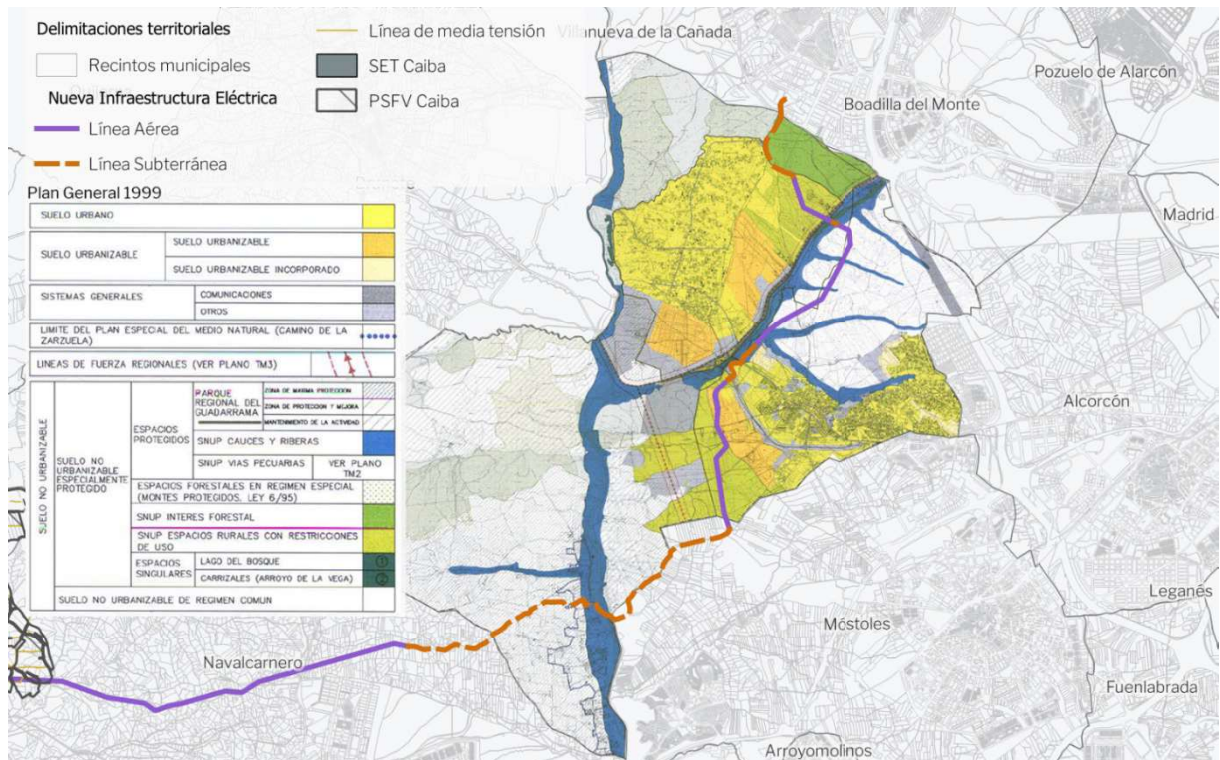 Delimitaciones territoriales
Recintos municipales
Nueva Infraestructura Eléctrica
Línea Aérea
Línea Subterránea
Línea de media tensión
SET Caiba
PSFV Caiba
Plan General 1999
SUELO URBANO
SUELO URBANIZABLE
SUELO URBANIZABLE
SUELO URBANIZABLE INCORPORADO
SISTEMAS GENERALES
COMUNICACIONES
OTROS
LIMITE DEL PLAN ESPECIAL DEL MEDIO NATURAL (CAMINO DE LA
ZARZUELA)
LINEAS DE FUERZA REGIONALES (VER PLANO TM3)
SUELO NO URBANIZABLE
SUELO NO
URBANIZABLE
ESPECIALMENTE
PROTEGIDO
ESPACIOS
PROTEGIDOS
PARQUE
REGIONAL DEL
GUADARRAMA
ZONA DE MAXIMA PROTECCION
ZONA DE PROTECCION Y MEJORA
MANTENIMIENTO DE LA ACTIVIDAD
SNUP CAUCES Y RIBERAS
SNUP VIAS PECUARIAS
VER PLANO
TM2
ESPACIOS FORESTALES EN REGIMEN ESPECIAL
(MONTES PROTEGIDOS. LEY 6/95)
SNUP INTERES FORESTAL
SNUP ESPACIOS RURALES CON RESTRICCIONES
DE USO
ESPACIOS
SINGULARES
LAGO DEL BOSQUE
1
CARRIZALES (ARROYO DE LA VEGA)
2
SUELO NO URBANIZABLE DE REGIMEN COMUN
Villanueva de la Cañada
Pozuelo de Alarcón
Boadilla del Monte
Madrid
Alcorcón
Leganés
Móstoles
Navalcarnero
Fuenlabrada
Arroyomolinos